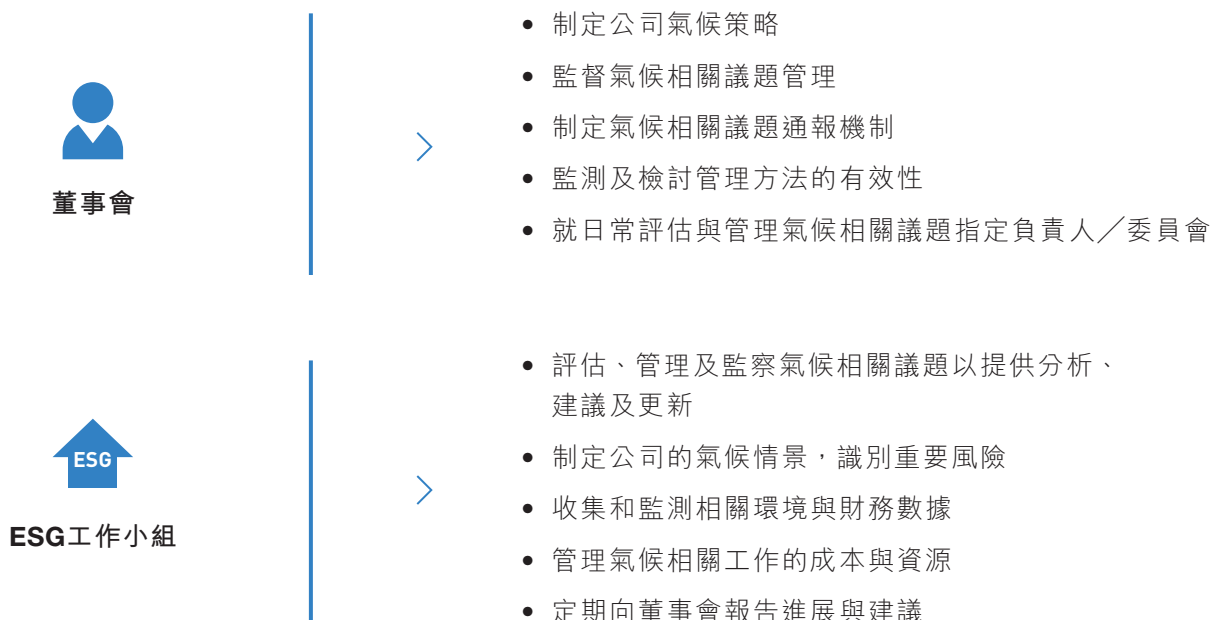 • 制定公司氣候策略
• 監督氣候相關議題管理
• 制定氣候相關議題通報機制
• 監測及檢討管理方法的有效性
• 就日常評估與管理氣候相關議題指定負責人╱委員會
董事會
• 評估、管理及監察氣候相關議題以提供分析、
建議及更新
• 制定公司的氣候情景，識別重要風險
• 收集和監測相關環境與財務數據
• 管理氣候相關工作的成本與資源
• 定期向董事會報告進展與建議
ESG
ESG工作小組